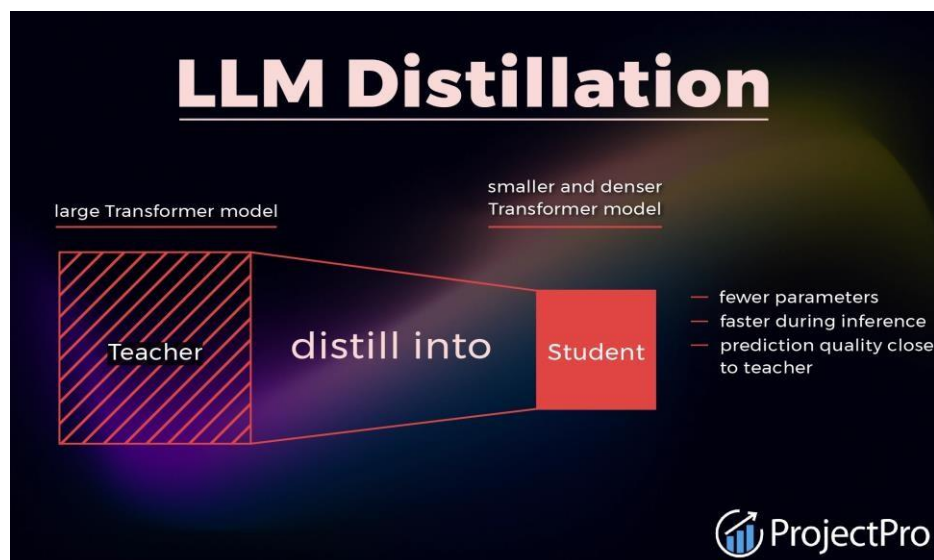 LLM Distillation
large Transformer model
smaller and denser
Transformer model
Teacher
distill into
Student
fewer parameters
faster during inference
prediction quality close
to teacher
ProjectPro